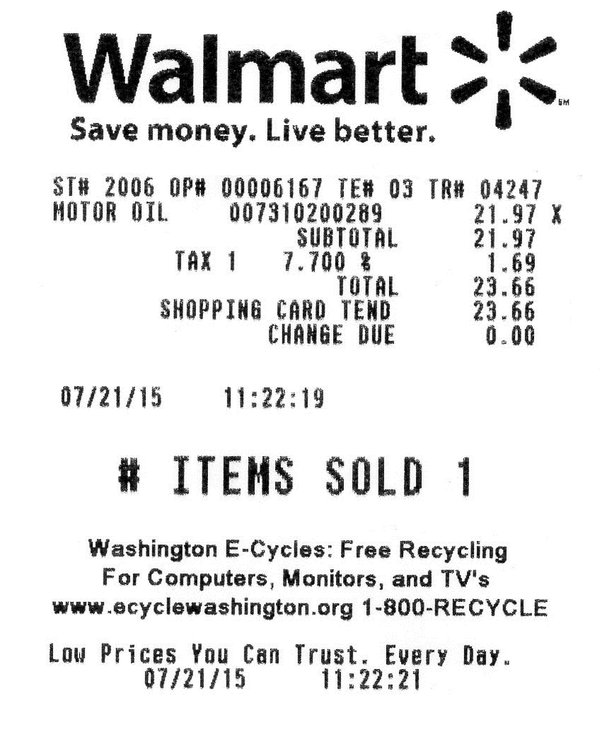 Walmart
SM
Save money. Live better.
ST# 2006 OP# 00006167 TE# 03 TR# 04247
MOTOR OIL 007310200289 21.97 X
SUBTOTAL 21.97
TAX 1 7.700 % 1.69
TOTAL 23.66
SHOPPING CARD TEND 23.66
CHANGE DUE 0.00
07/21/15 11:22:19
# ITEMS SOLD 1
Washington E-Cycles: Free Recycling
For Computers, Monitors, and TV's
www.ecyclewashington.org 1-800-RECYCLE
Low Prices You Can Trust. Every Day.
07/21/15 11:22:21